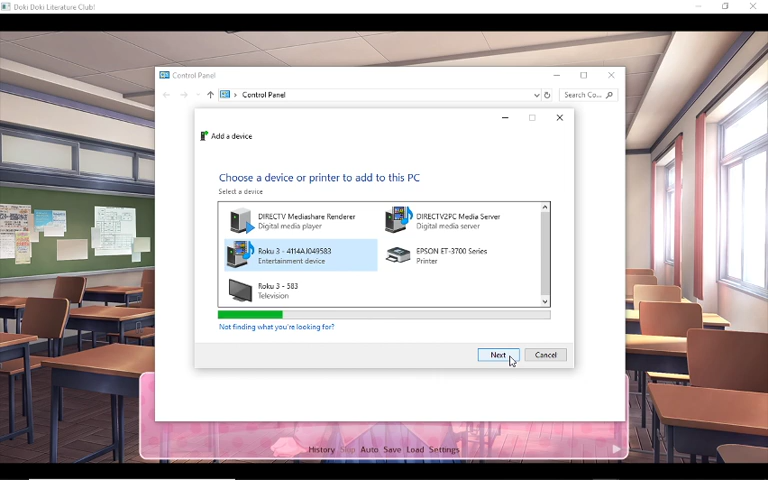 Doki Doki Literature Club!
Control Panel
Control Panel
Search Co...
Add a device
Choose a device or printer to add to this PC
Select a device
DIRECTV Mediashare Renderer
Digital media player
DIRECTV2PC Media Server
Digital media server
Roku 3 - 4114AJ049583
Entertainment device
EPSON ET-3700 Series
Printer
Roku 3 - 583
Television
Not finding what you're looking for?
Next
Cancel
History Skip Auto Save Load Settings